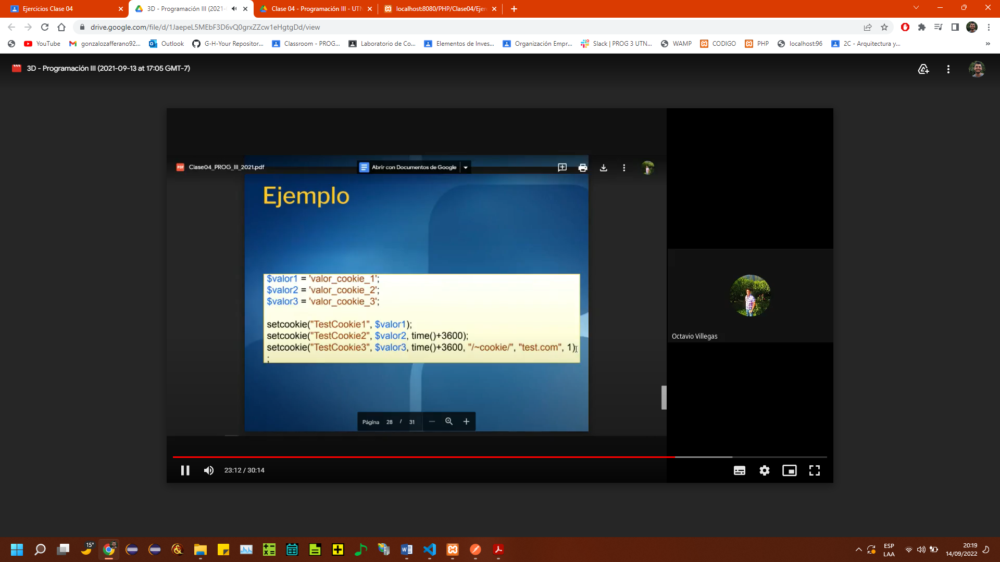 Ejercicios Clase 04
3D - Programación III (2021-
Clase 04 - Programación III - UTN
localhost:8080/PHP/Clase04/Ejer
drive.google.com/file/d/1JaepeL5MEbF3D6vQ0grxZZcw1eHgtgDd/view
YouTube
gonzalozafferano92...
Outlook
G-H-Your Repositor...
Classroom - PROG...
Laboratorio de Co...
Elementos de Inves...
Organización Empr...
Slack | PROG 3 UTN...
WAMP
CODIGO
PHP
localhost:96
2C - Arquitectura y...
»
3D - Programación III (2021-09-13 at 17:05 GMT-7)
PDF
Clase04_PROG_III_2021.pdf
Abrir con Documentos de Google
Ejemplo
$valor1 = 'valor_cookie_1';
$valor2 = 'valor_cookie_2';
$valor3 = 'valor_cookie_3';
setcookie("TestCookie1", $valor1);
setcookie("TestCookie2", $valor2, time()+3600);
setcookie("TestCookie3", $valor3, time()+3600, "/~cookie/", "test.com", 1)
;
Octavio Villegas
Página 28 / 31
23:12 / 30:14
15°
ESP
LAA
20:19
14/09/2022